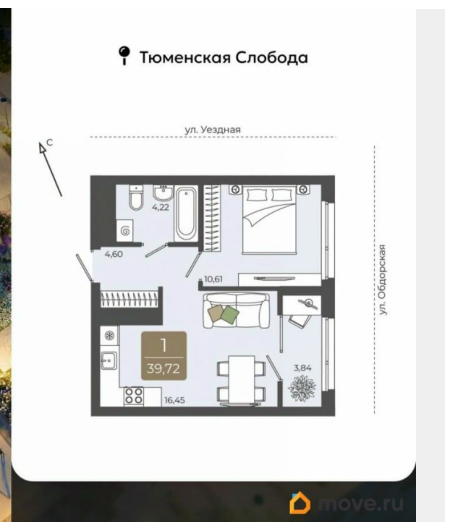 Тюменская Слобода
ул. Уездная
С
4,22
4,60
10,61
ул. Обдорская
1
39,72
3,84
16,45
move.ru